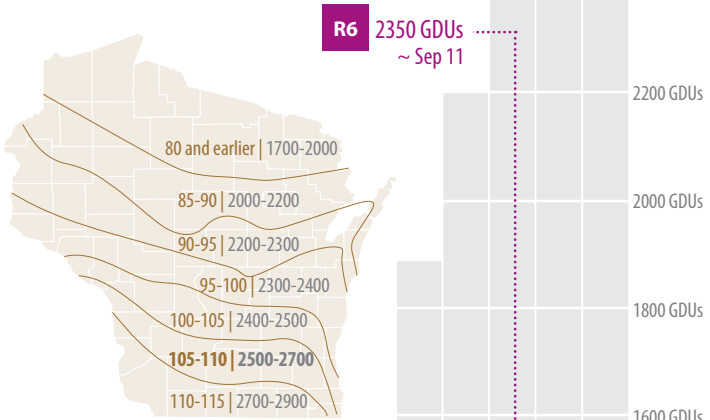 R6 2350 GDUs
~ Sep 11
80 and earlier | 1700-2000
85-90 | 2000-2200
90-95 | 2200-2300
95-100 | 2300-2400
100-105 | 2400-2500
105-110 | 2500-2700
110-115 | 2700-2900
2200 GDUs
2000 GDUs
1800 GDUs
1600 GDUs